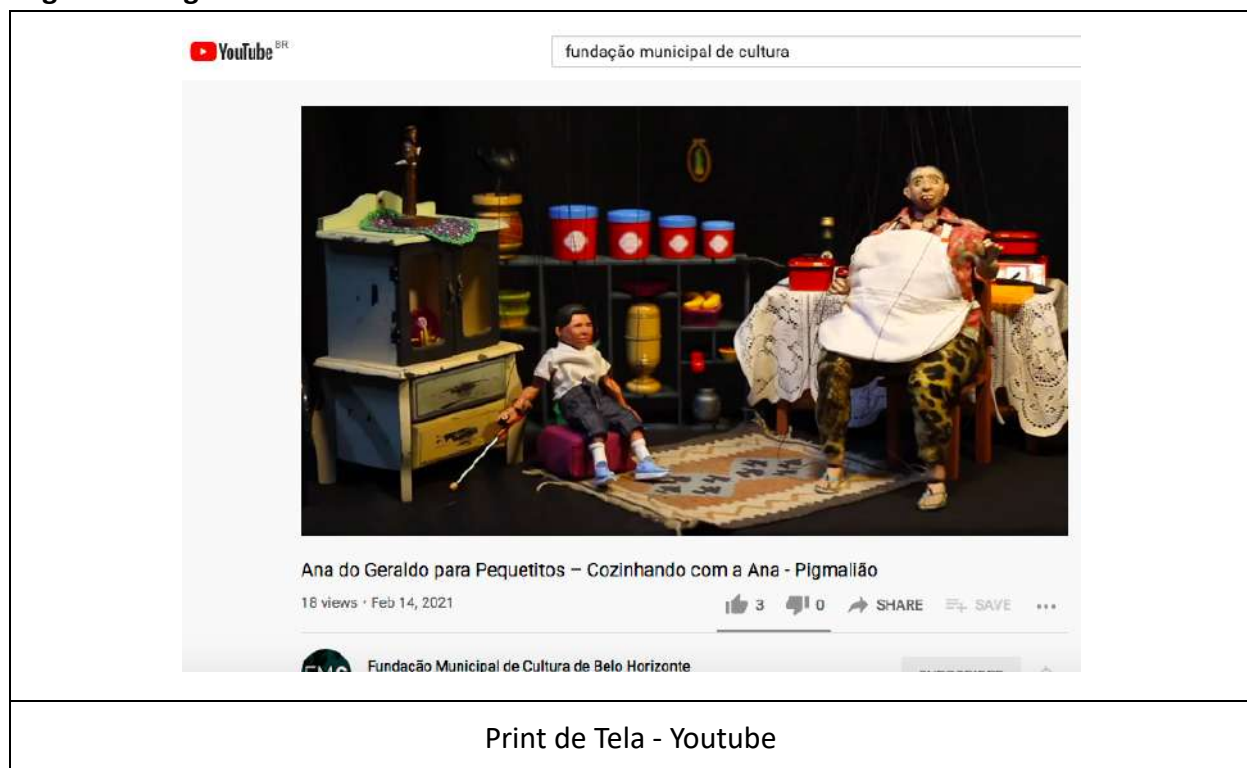 YouTube BR
fundação municipal de cultura
Ana do Geraldo para Pequetitos – Cozinhando com a Ana - Pigmalião
18 views • Feb 14, 2021
3 0 SHARE SAVE
Fundação Municipal de Cultura de Belo Horizonte
Print de Tela - Youtube